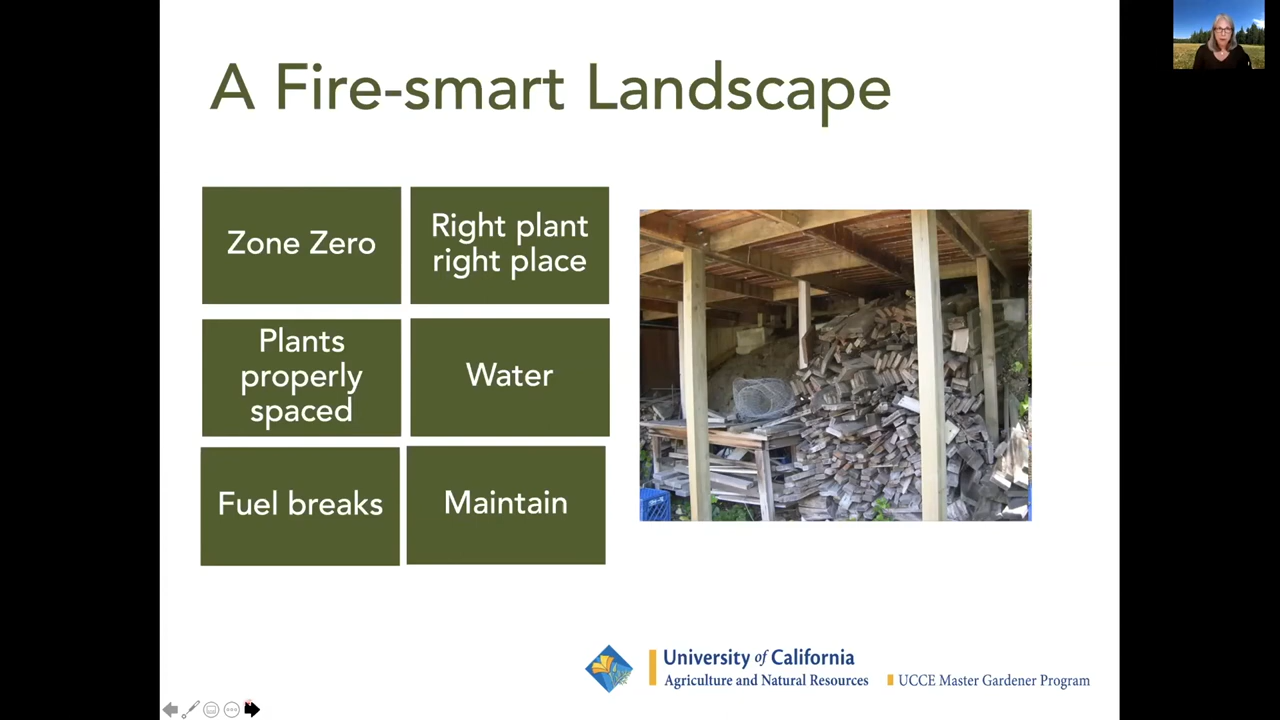 A Fire-smart Landscape
Zone Zero
Right plant
right place
Plants
properly
spaced
Water
Fuel breaks
Maintain
University of California
Agriculture and Natural Resources
UCCE Master Gardener Program